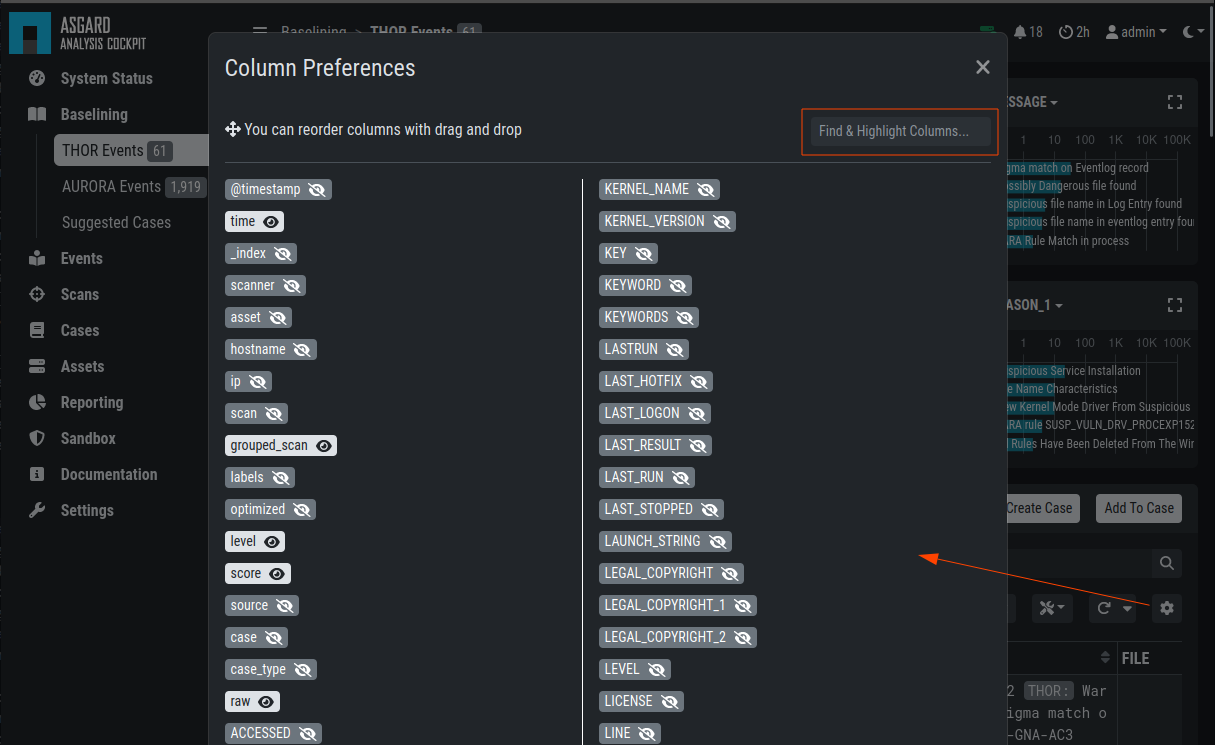 ASGARD
ANALYSIS COCKPIT
Baselining > THOR Events 61
18
2h
admin
System Status
Baselining
THOR Events 61
AURORA Events 1,919
Suggested Cases
Events
Scans
Cases
Assets
Reporting
Sandbox
Documentation
Settings
Column Preferences
You can reorder columns with drag and drop
Find & Highlight Columns...
@timestamp
time
_index
scanner
asset
hostname
ip
scan
grouped_scan
labels
optimized
level
score
source
case
case_type
raw
ACCESSED
KERNEL_NAME
KERNEL_VERSION
KEY
KEYWORD
KEYWORDS
LASTRUN
LAST_HOTFIX
LAST_LOGON
LAST_RESULT
LAST_RUN
LAST_STOPPED
LAUNCH_STRING
LEGAL_COPYRIGHT
LEGAL_COPYRIGHT_1
LEGAL_COPYRIGHT_2
LEVEL
LICENSE
LINE
SSAGE
1 10 100 1K 10K 100K
gma match on Eventlog record
ssibly Dangerous file found
spicious file name in Log Entry found
spicious file name in eventlog entry four
ARA Rule Match in process
ASON_1
1 10 100 1K 10K 100K
spicious Service Installation
e Name Characteristics
ew Kernel Mode Driver From Suspicious
ARA rule SUSP_VULN_DRV_PROCEXP152
l Rules Have Been Deleted From The Wir
Create Case
Add To Case
FILE
2 THOR: War
igma match o
-GNA-AC3